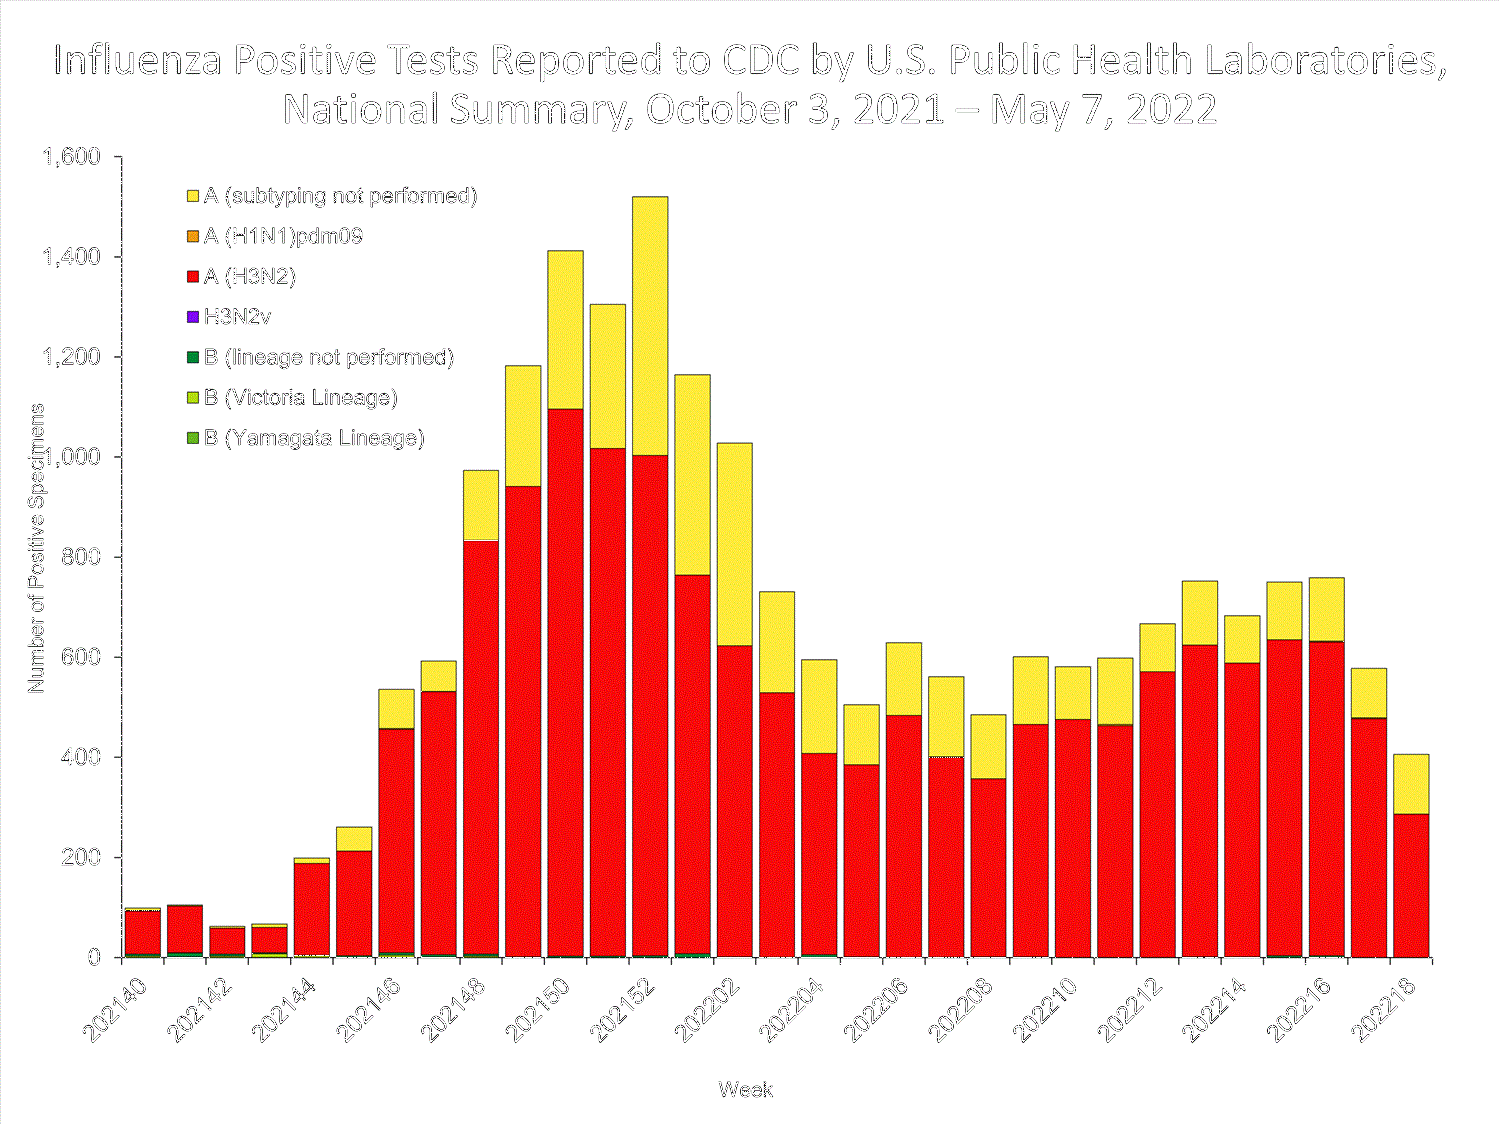 Influenza Positive Tests Reported to CDC by U.S. Public Health Laboratories,
National Summary, October 3, 2021 – May 7, 2022
1,600
1,400
1,200
1,000
800
600
400
200
0
Number of Positive Specimens
A (subtyping not performed)
A (H1N1)pdm09
A (H3N2)
H3N2v
B (lineage not performed)
B (Victoria Lineage)
B (Yamagata Lineage)
202140
202142
202144
202146
202148
202150
202152
202202
202204
202206
202208
202210
202212
202214
202216
202218
Week